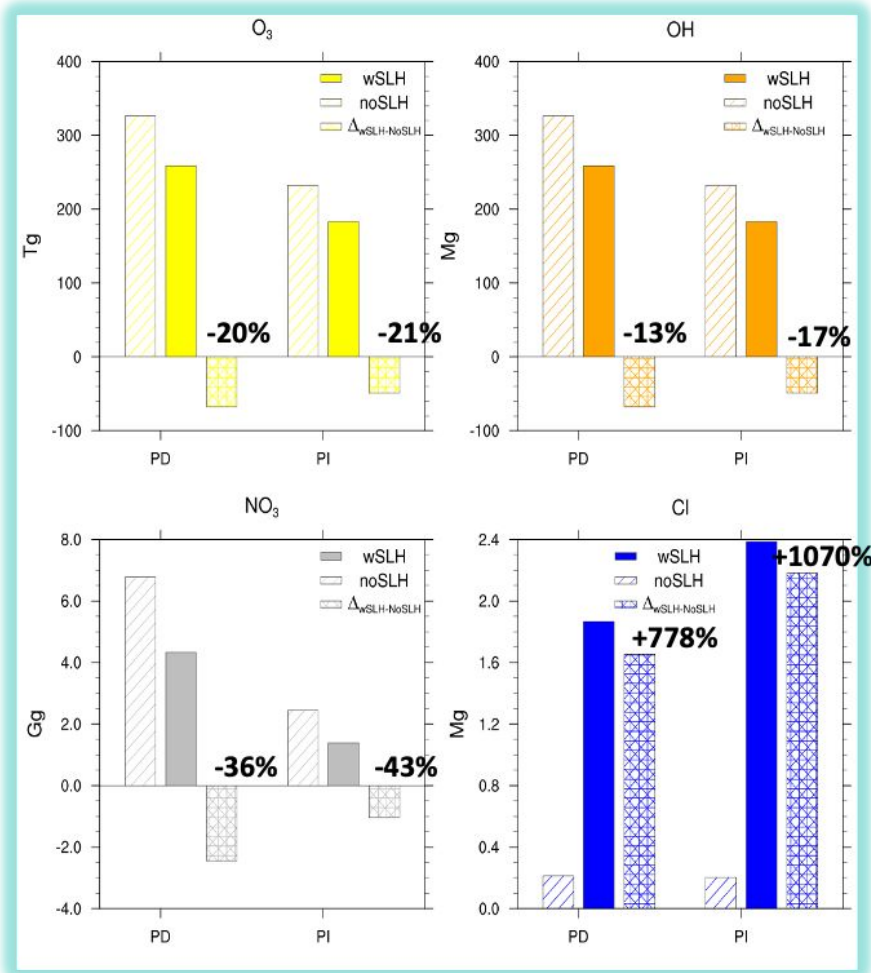 O₃
400
300
200
100
0
-100
Tg
wSLH
noSLH
ΔwSLH-NoSLH
-20%
-21%
PD
PI
OH
400
300
200
100
0
-100
Mg
wSLH
noSLH
ΔwSLH-NoSLH
-13%
-17%
PD
PI
NO₃
8.0
6.0
4.0
2.0
0.0
-2.0
-4.0
Gg
wSLH
noSLH
ΔwSLH-NoSLH
-36%
-43%
PD
PI
Cl
2.4
2.0
1.6
1.2
0.8
0.4
0.0
Mg
wSLH
noSLH
ΔwSLH-NoSLH
+778%
+1070%
PD
PI